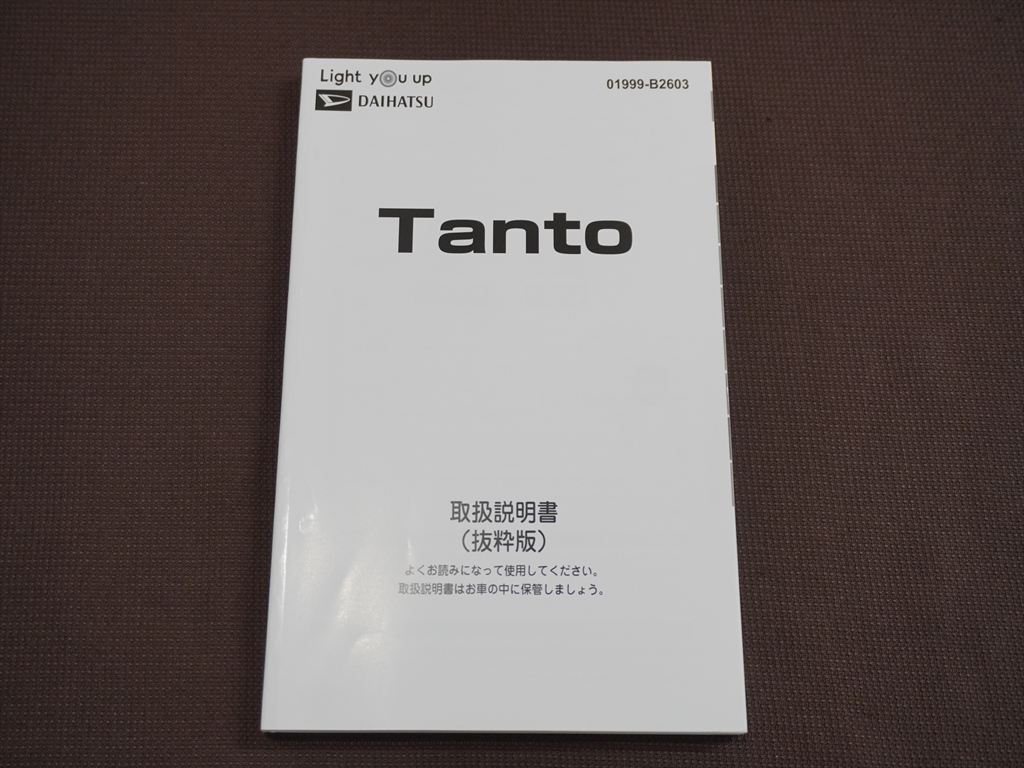 Light you up
DAIHATSU
01999-B2603
Tanto
取扱説明書
（抜粋版）
よくお読みになって使用してください。
取扱説明書はお車の中に保管しましょう。